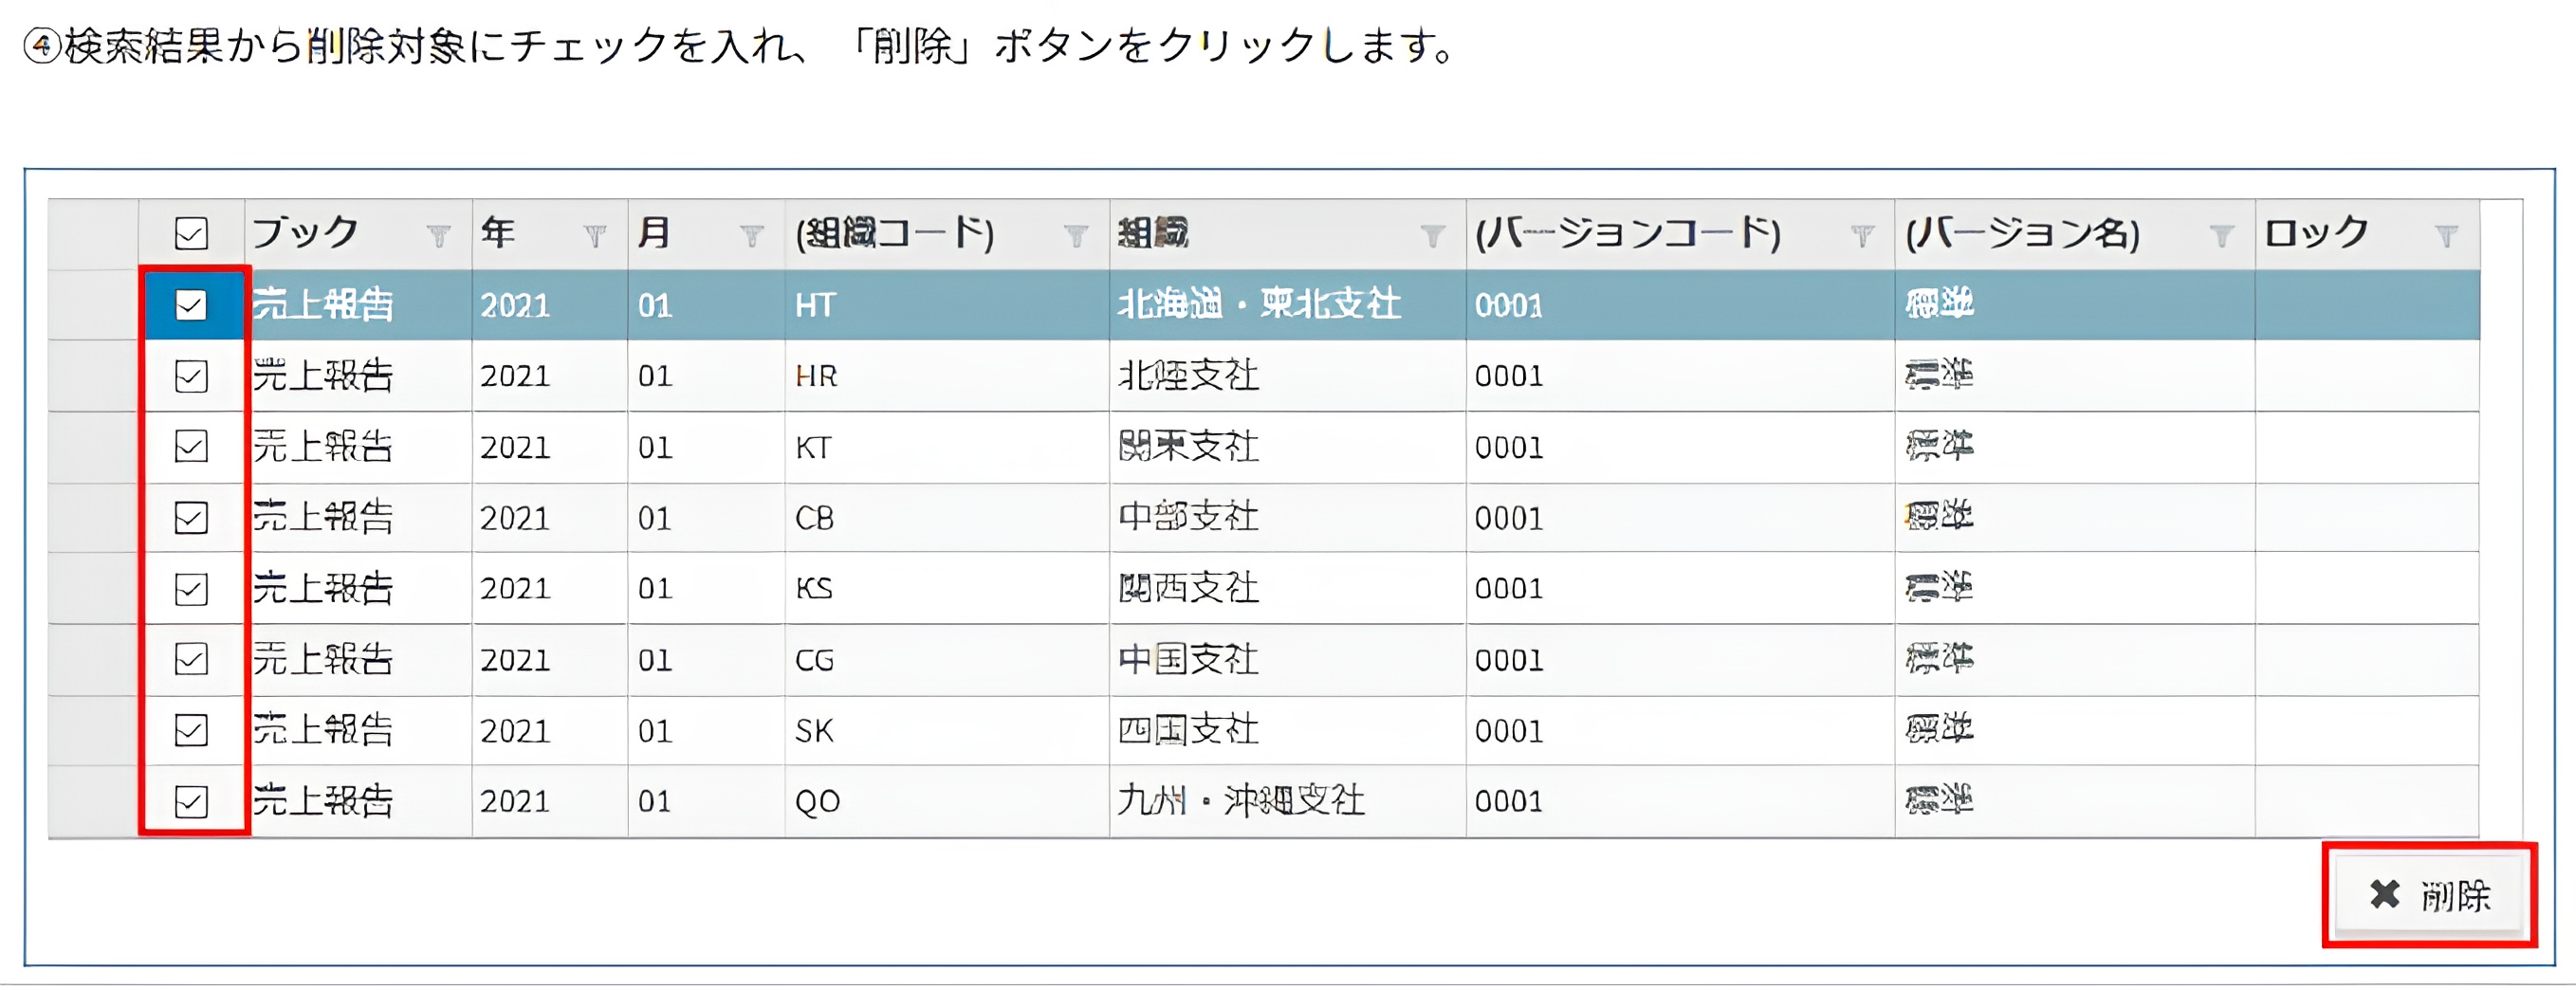 ④検索結果から削除対象にチェックを入れ、「削除」ボタンをクリックします。
ブック 年 月 (組織コード) 組織 (バージョンコード) (バージョン名) ロック
売上報告 2021 01 HT 北海道・東北支社 0001 標準
売上報告 2021 01 HR 北陸支社 0001 標準
売上報告 2021 01 KT 関東支社 0001 標準
売上報告 2021 01 CB 中部支社 0001 標準
売上報告 2021 01 KS 関西支社 0001 標準
売上報告 2021 01 CG 中国支社 0001 標準
売上報告 2021 01 SK 四国支社 0001 標準
売上報告 2021 01 QO 九州・沖縄支社 0001 標準
削除